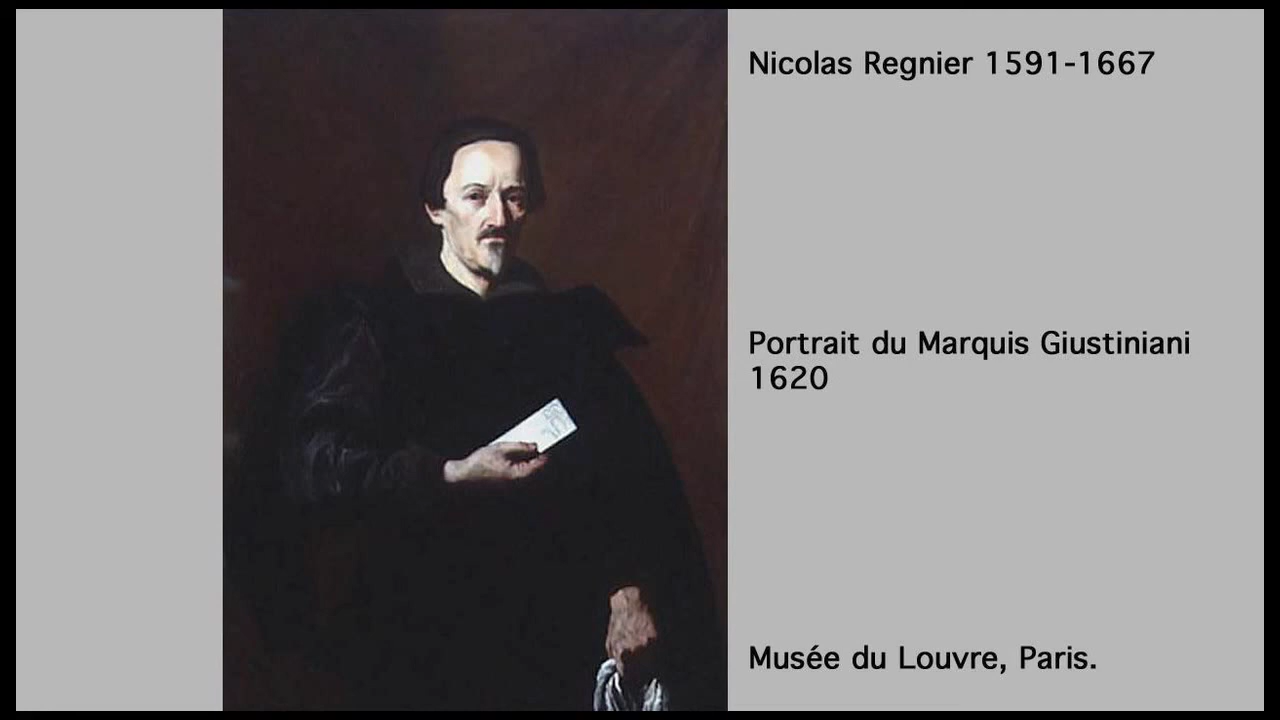 Nicolas Regnier 1591-1667
Portrait du Marquis Giustiniani
1620
Musée du Louvre, Paris.